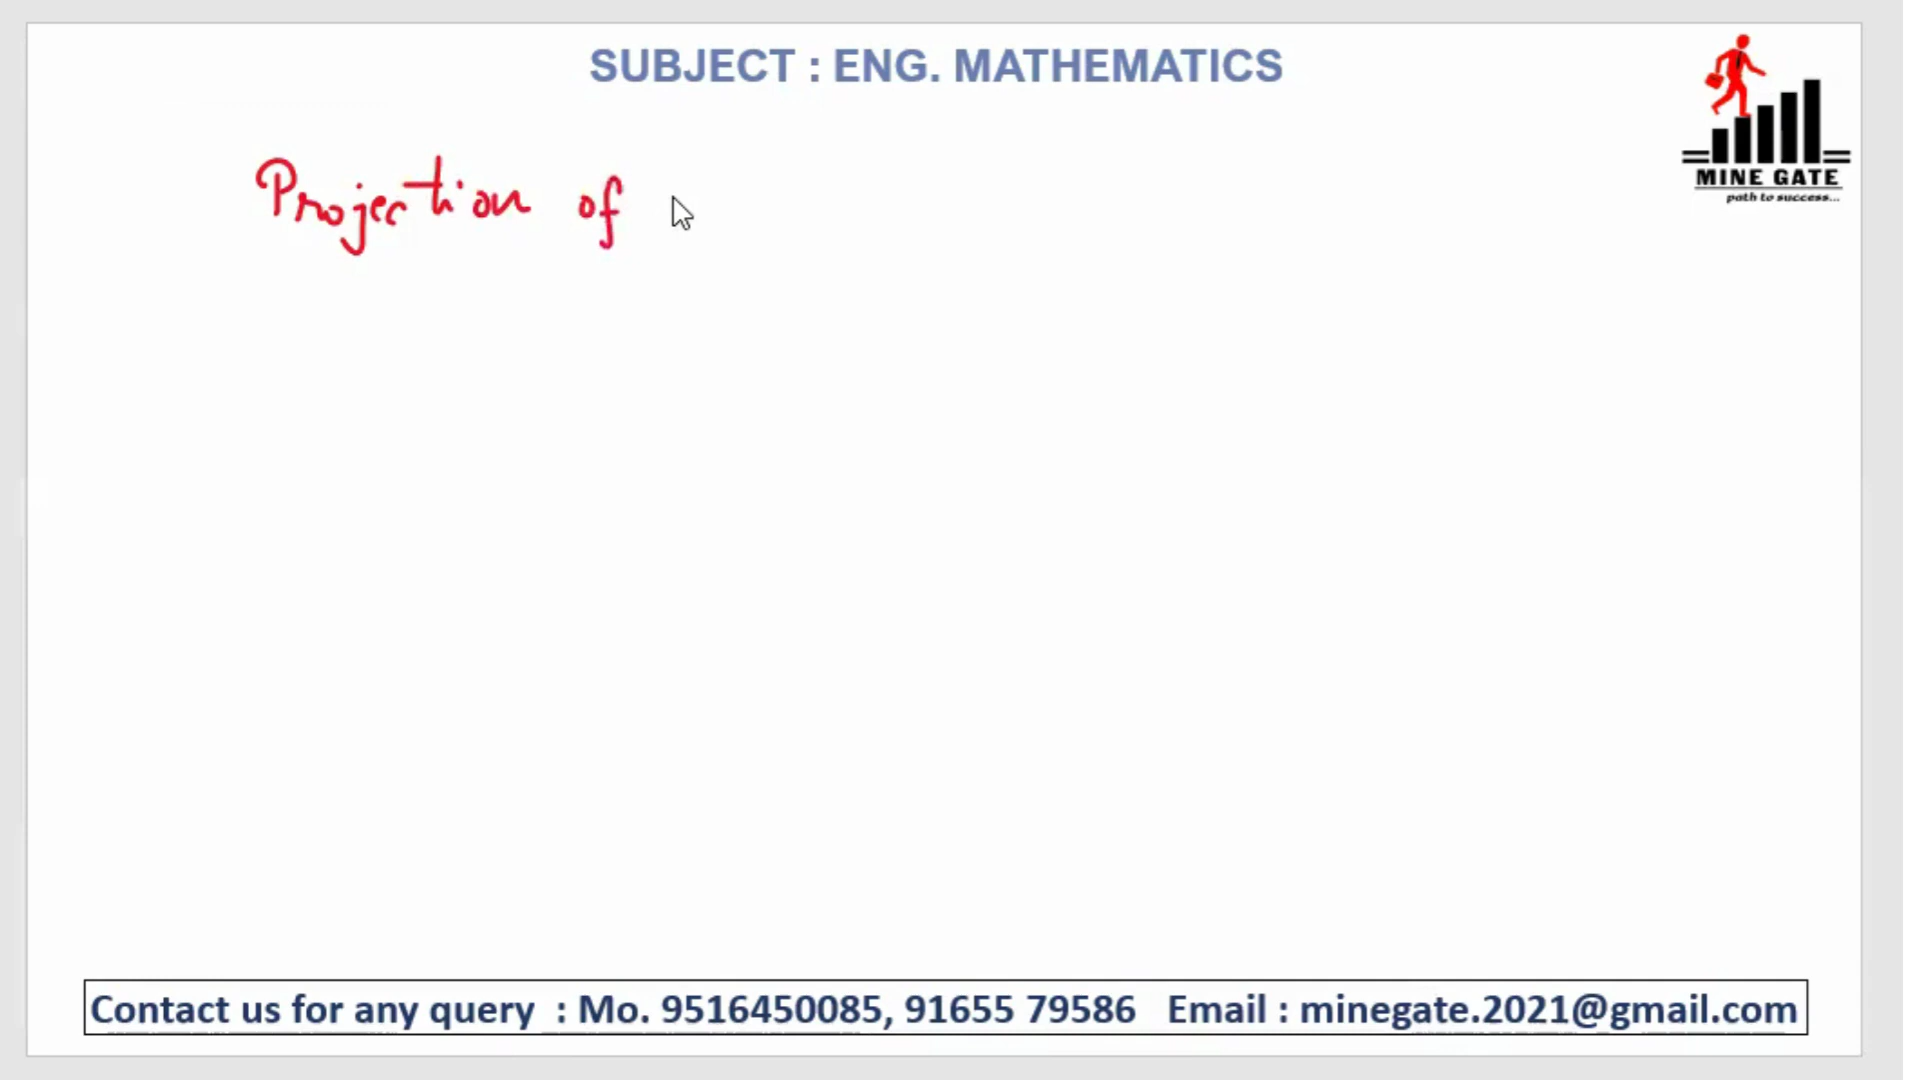 SUBJECT : ENG. MATHEMATICS
MINE GATE
path to success...
Projection of
Contact us for any query : Mo. 9516450085, 91655 79586 Email : minegate.2021@gmail.com